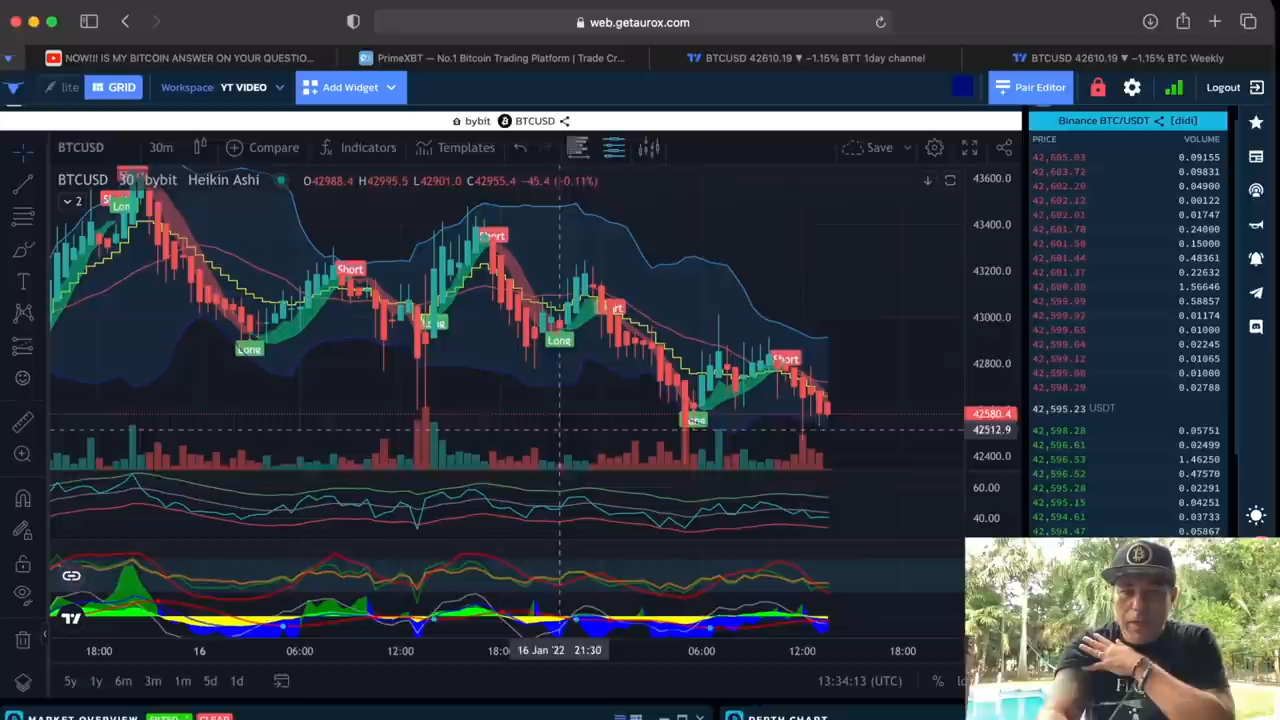 web.getaurox.com
NOW!!! IS MY BITCOIN ANSWER ON YOUR QUESTIO...
PrimeXBT — No.1 Bitcoin Trading Platform | Trade Cr...
BTCUSD 42610.19 ▼ −1.15% BTT 1day channel
BTCUSD 42610.19 ▼ −1.15% BTC Weekly
lite GRID Workspace YT VIDEO Add Widget Pair Editor Logout
bybit BTCUSD
Binance BTC/USDT [didi]
BTCUSD 30m Compare Indicators Templates Save
PRICE VOLUME
BTCUSD 30 bybit Heikin Ashi O42988.4 H42995.5 L42901.0 C42955.4 −45.4 (−0.11%)
2
Long
Short
Long
Long
Short
Long
Short
Long
Short
43600.0
43400.0
43200.0
43000.0
42800.0
42580.4
42512.9
42400.0
60.00
40.00
42,605.03 0.09155
42,603.72 0.09831
42,602.20 0.04900
42,602.12 0.00122
42,602.01 0.01747
42,601.78 0.24000
42,601.58 0.15000
42,601.44 0.48361
42,601.37 0.22632
42,600.00 1.56646
42,599.99 0.58857
42,599.92 0.01174
42,599.65 0.01000
42,599.64 0.02245
42,599.12 0.01065
42,599.00 0.01000
42,598.29 0.02788
42,595.23 USDT
42,598.28 0.05751
42,596.61 0.02499
42,596.53 1.46250
42,596.52 0.47570
42,595.28 0.02291
42,595.15 0.04251
42,594.61 0.03733
42,594.47 0.05867
18:00 16 06:00 12:00 18:00 16 Jan '22 21:30 06:00 12:00 18:00
5y 1y 6m 3m 1m 5d 1d 13:34:13 (UTC) %
MARKET OVERVIEW FILTER CLEAR DEPTH CHART